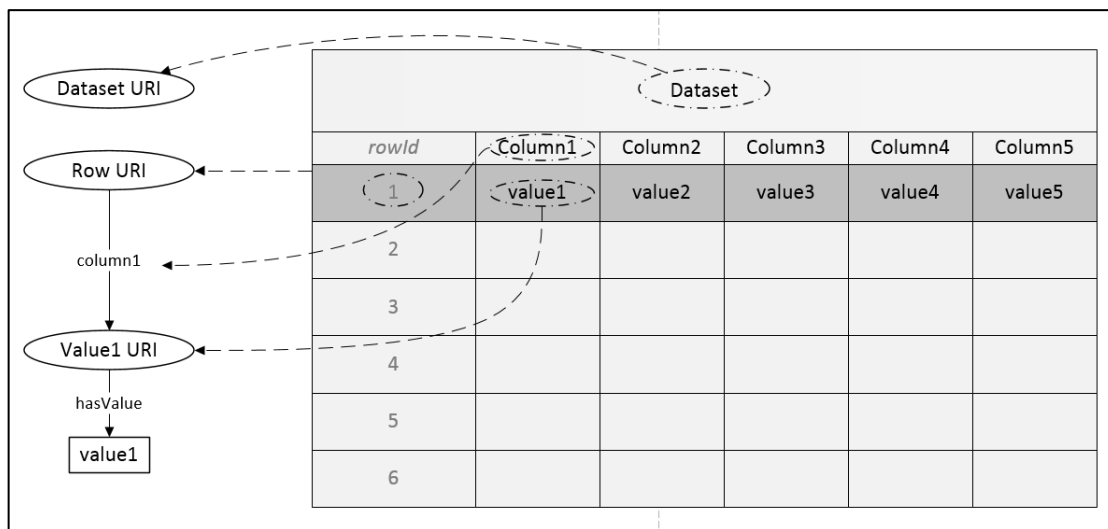 Dataset URI
Dataset
Row URI
column1
Value1 URI
hasValue
value1
rowId Column1 Column2 Column3 Column4 Column5
1 value1 value2 value3 value4 value5
2
3
4
5
6